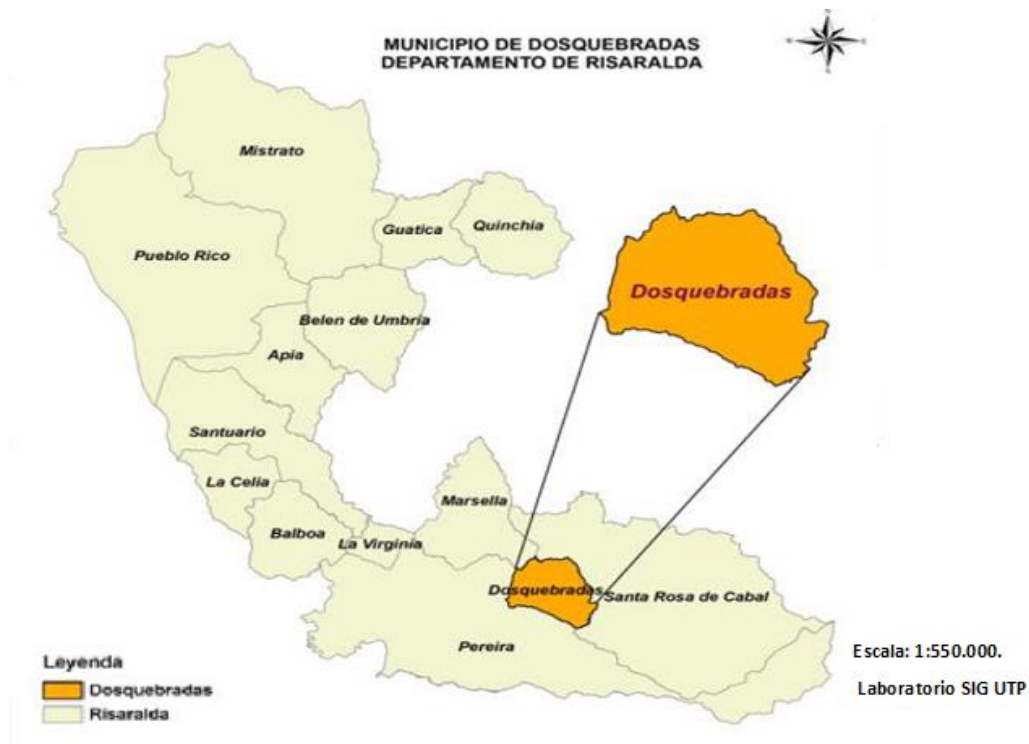 MUNICIPIO DE DOSQUEBRADAS
DEPARTAMENTO DE RISARALDA
Mistrato
Guatica
Quinchia
Pueblo Rico
Dosquebradas
Belen de Umbria
Apia
Santuario
La Celia
Marsella
Balboa
La Virginia
Dosquebradas
Santa Rosa de Cabal
Pereira
Escala: 1:550.000.
Laboratorio SIG UTP
Leyenda
Dosquebradas
Risaralda